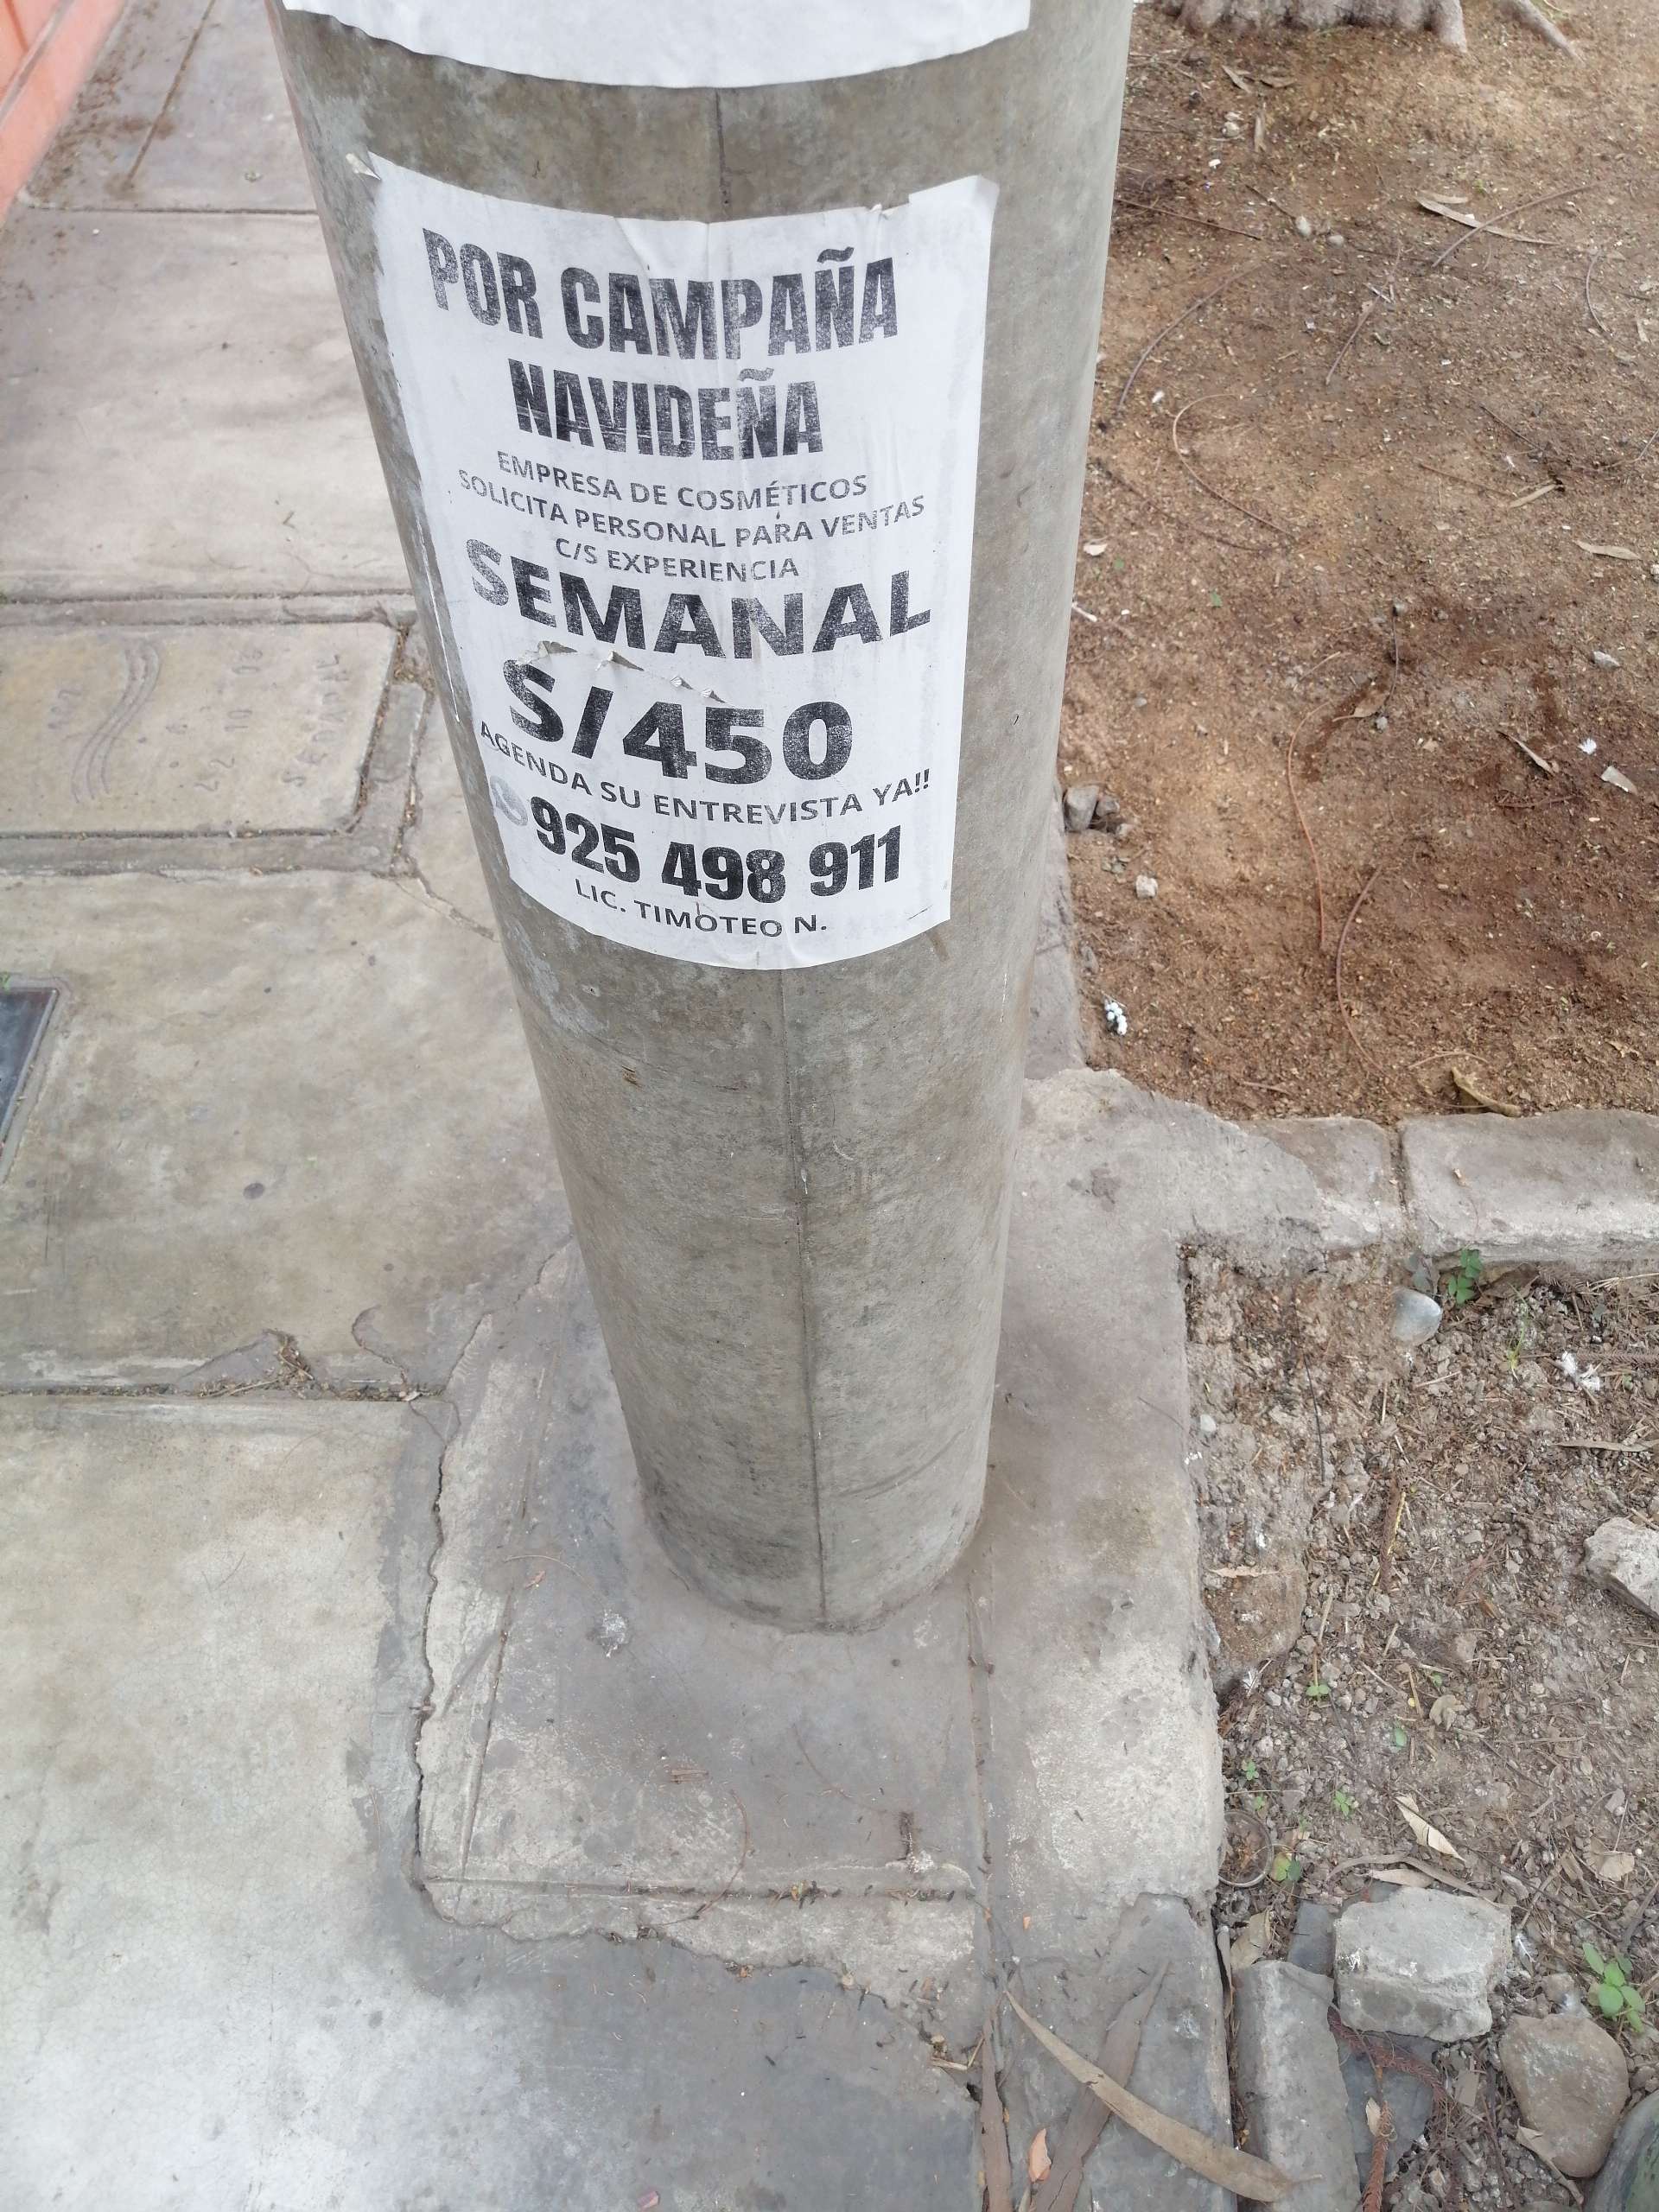 POR CAMPAÑA
NAVIDEÑA
EMPRESA DE COSMÉTICOS
SOLICITA PERSONAL PARA VENTAS
C/S EXPERIENCIA
SEMANAL
S/450
AGENDA SU ENTREVISTA YA!!
925 498 911
LIC. TIMOTEO N.
SEDAPAL